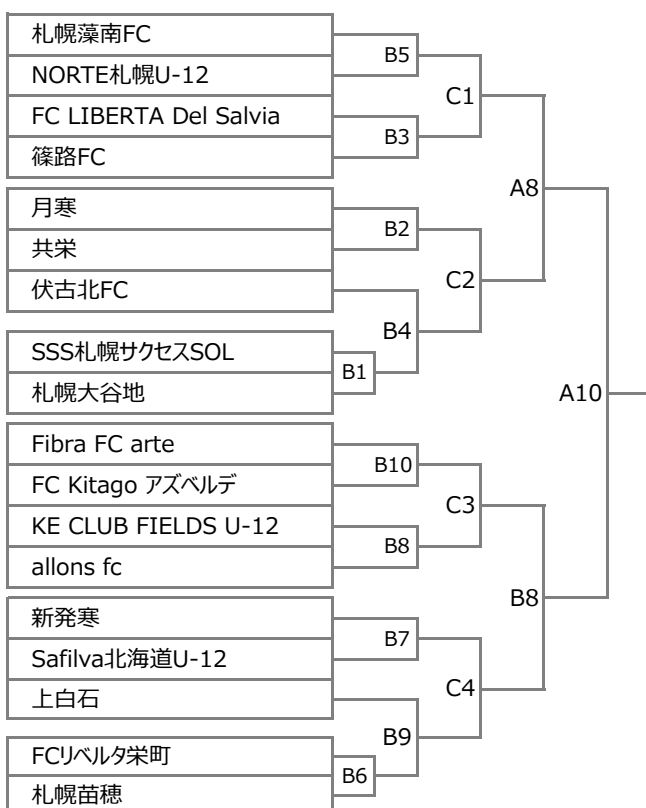 札幌藻南FC
NORTE札幌U-12
FC LIBERTA Del Salvia
篠路FC
B5
B3
C1
月寒
共栄
伏古北FC
SSS札幌サクセスSOL
札幌大谷地
B2
B4
B1
C2
A8
Fibra FC arte
FC Kitago アズベルデ
KE CLUB FIELDS U-12
allons fc
B10
B8
C3
新発寒
Safilva北海道U-12
上白石
FCリベルタ栄町
札幌苗穂
B7
B9
B6
C4
B8
A10